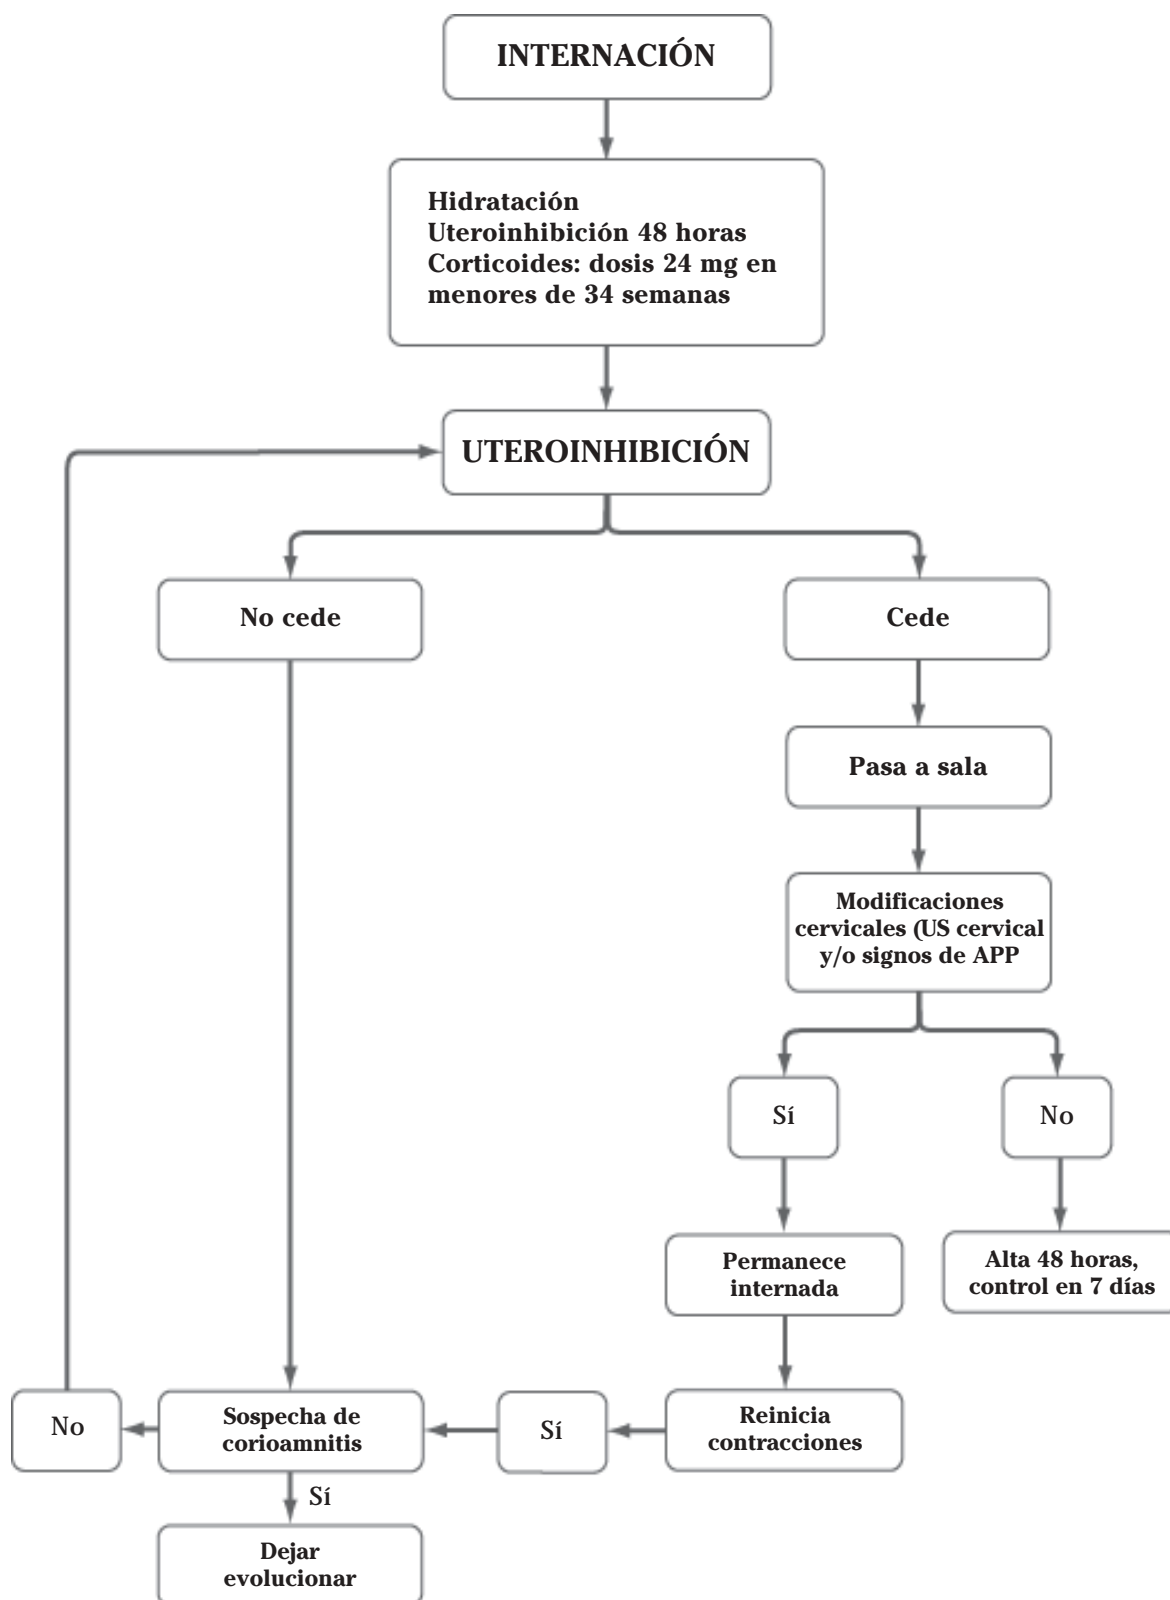 INTERNACIÓN
Hidratación
Uteroinhibición 48 horas
Corticoides: dosis 24 mg en
menores de 34 semanas
UTEROINHIBICIÓN
No cede
Cede
Pasa a sala
Modificaciones
cervicales (US cervical
y/o signos de APP
Sí
No
Permanece
internada
Alta 48 horas,
control en 7 días
No
Sospecha de
corioamnitis
Sí
Reinicia
contracciones
Sí
Dejar
evolucionar